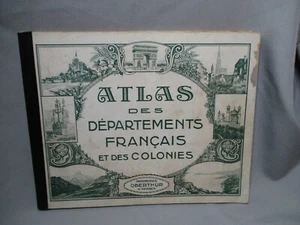 ATLAS
DES
DÉPARTEMENTS
FRANÇAIS
ET DES COLONIES
OBERTHUR